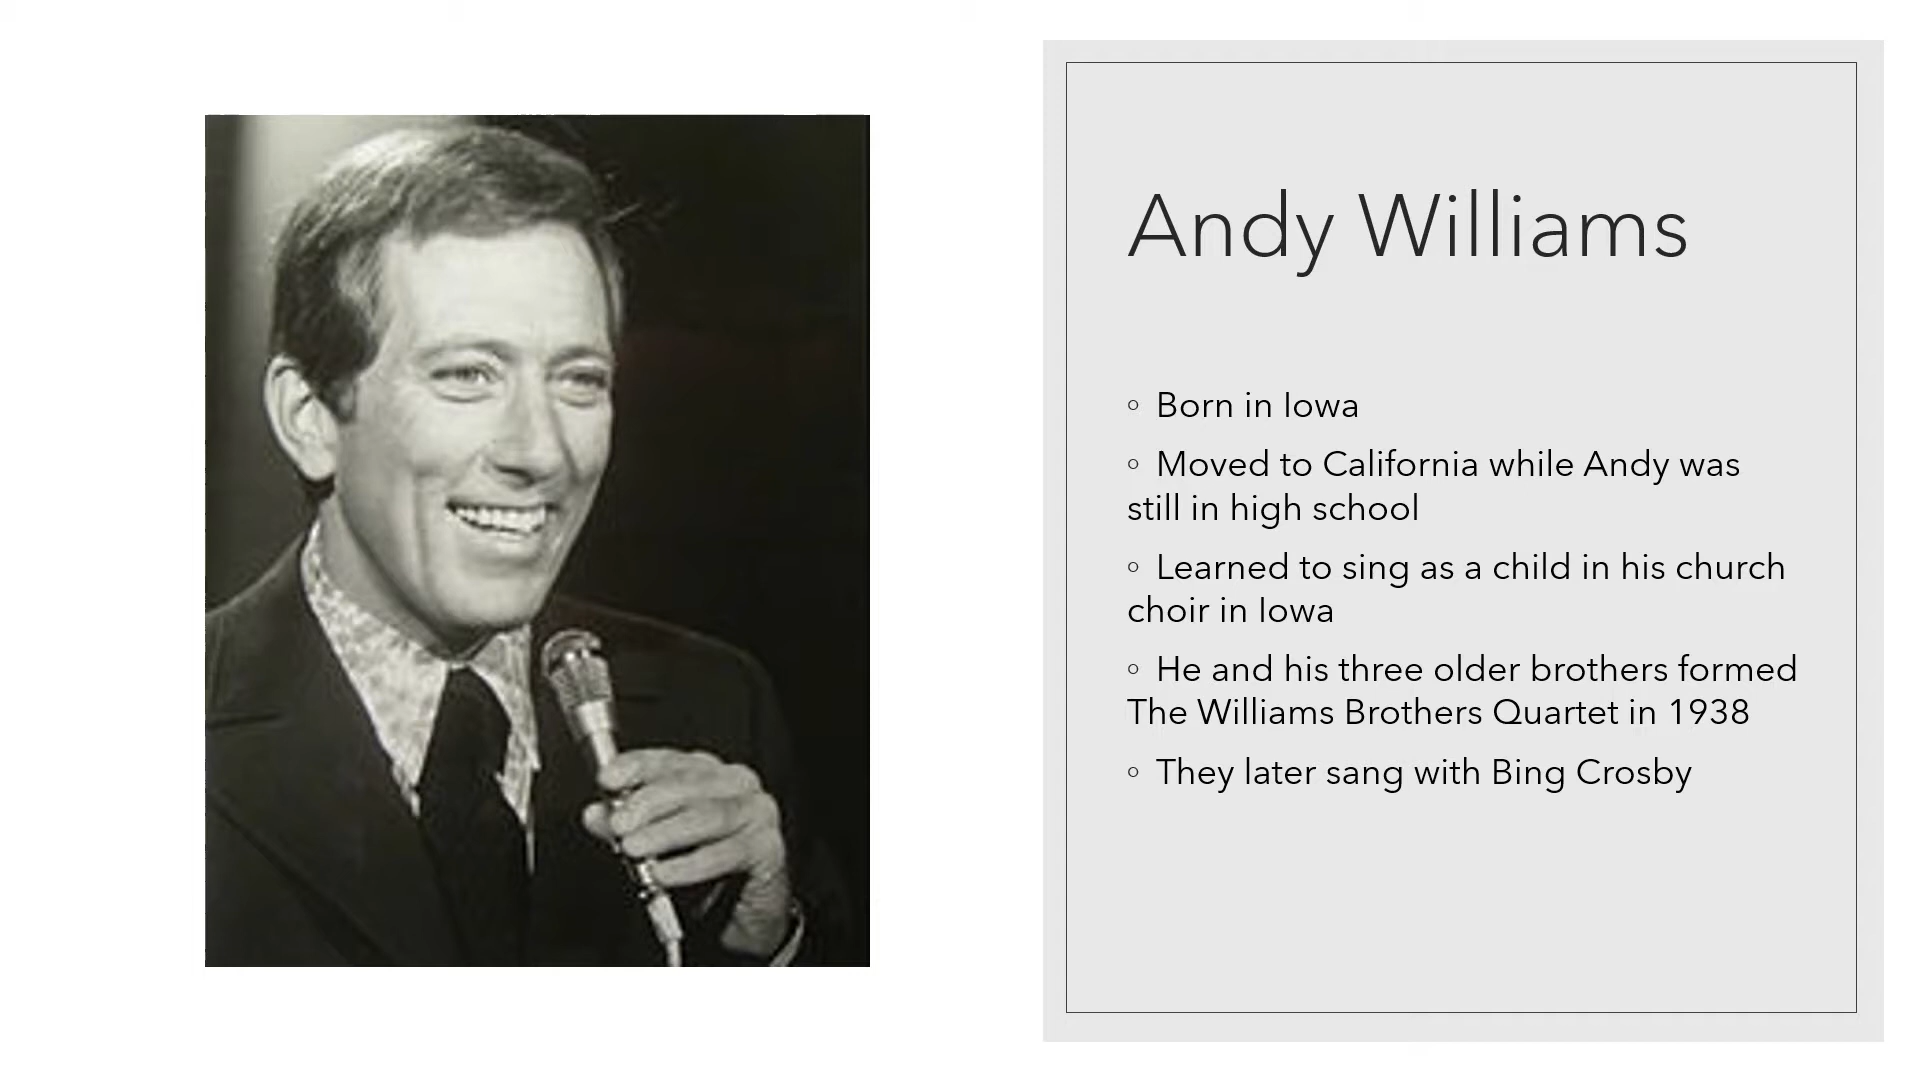 Andy Williams
◦ Born in Iowa
◦ Moved to California while Andy was
still in high school
◦ Learned to sing as a child in his church
choir in Iowa
◦ He and his three older brothers formed
The Williams Brothers Quartet in 1938
◦ They later sang with Bing Crosby